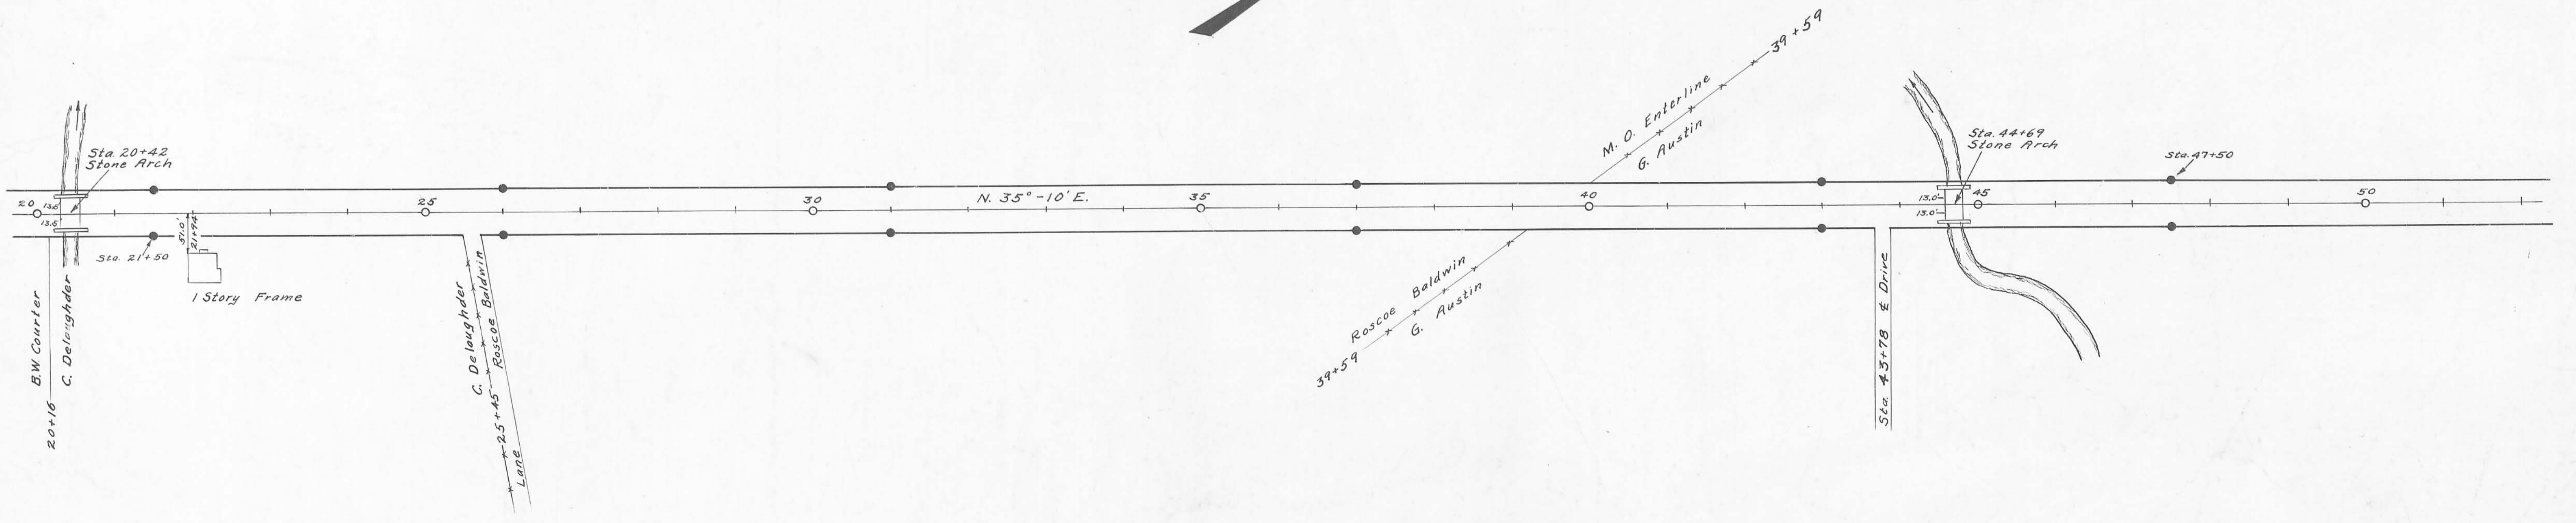 39+59
M. O. Enterline
G. Austin
Sta. 20+42
Stone Arch
Sta. 44+69
Stone Arch
Sta. 47+50
20
13.5'
13.5'
25
30
N. 35°-10' E.
35
40
13.0'
13.0'
45
50
51.0'
21+94
Sta. 21+50
1 Story Frame
B.W. Courter
C. Deloughder
20+16
C. Deloughder
Roscoe Baldwin
25+45
Lane
Roscoe Baldwin
G. Austin
39+59
Sta. 43+78 ℄ Drive